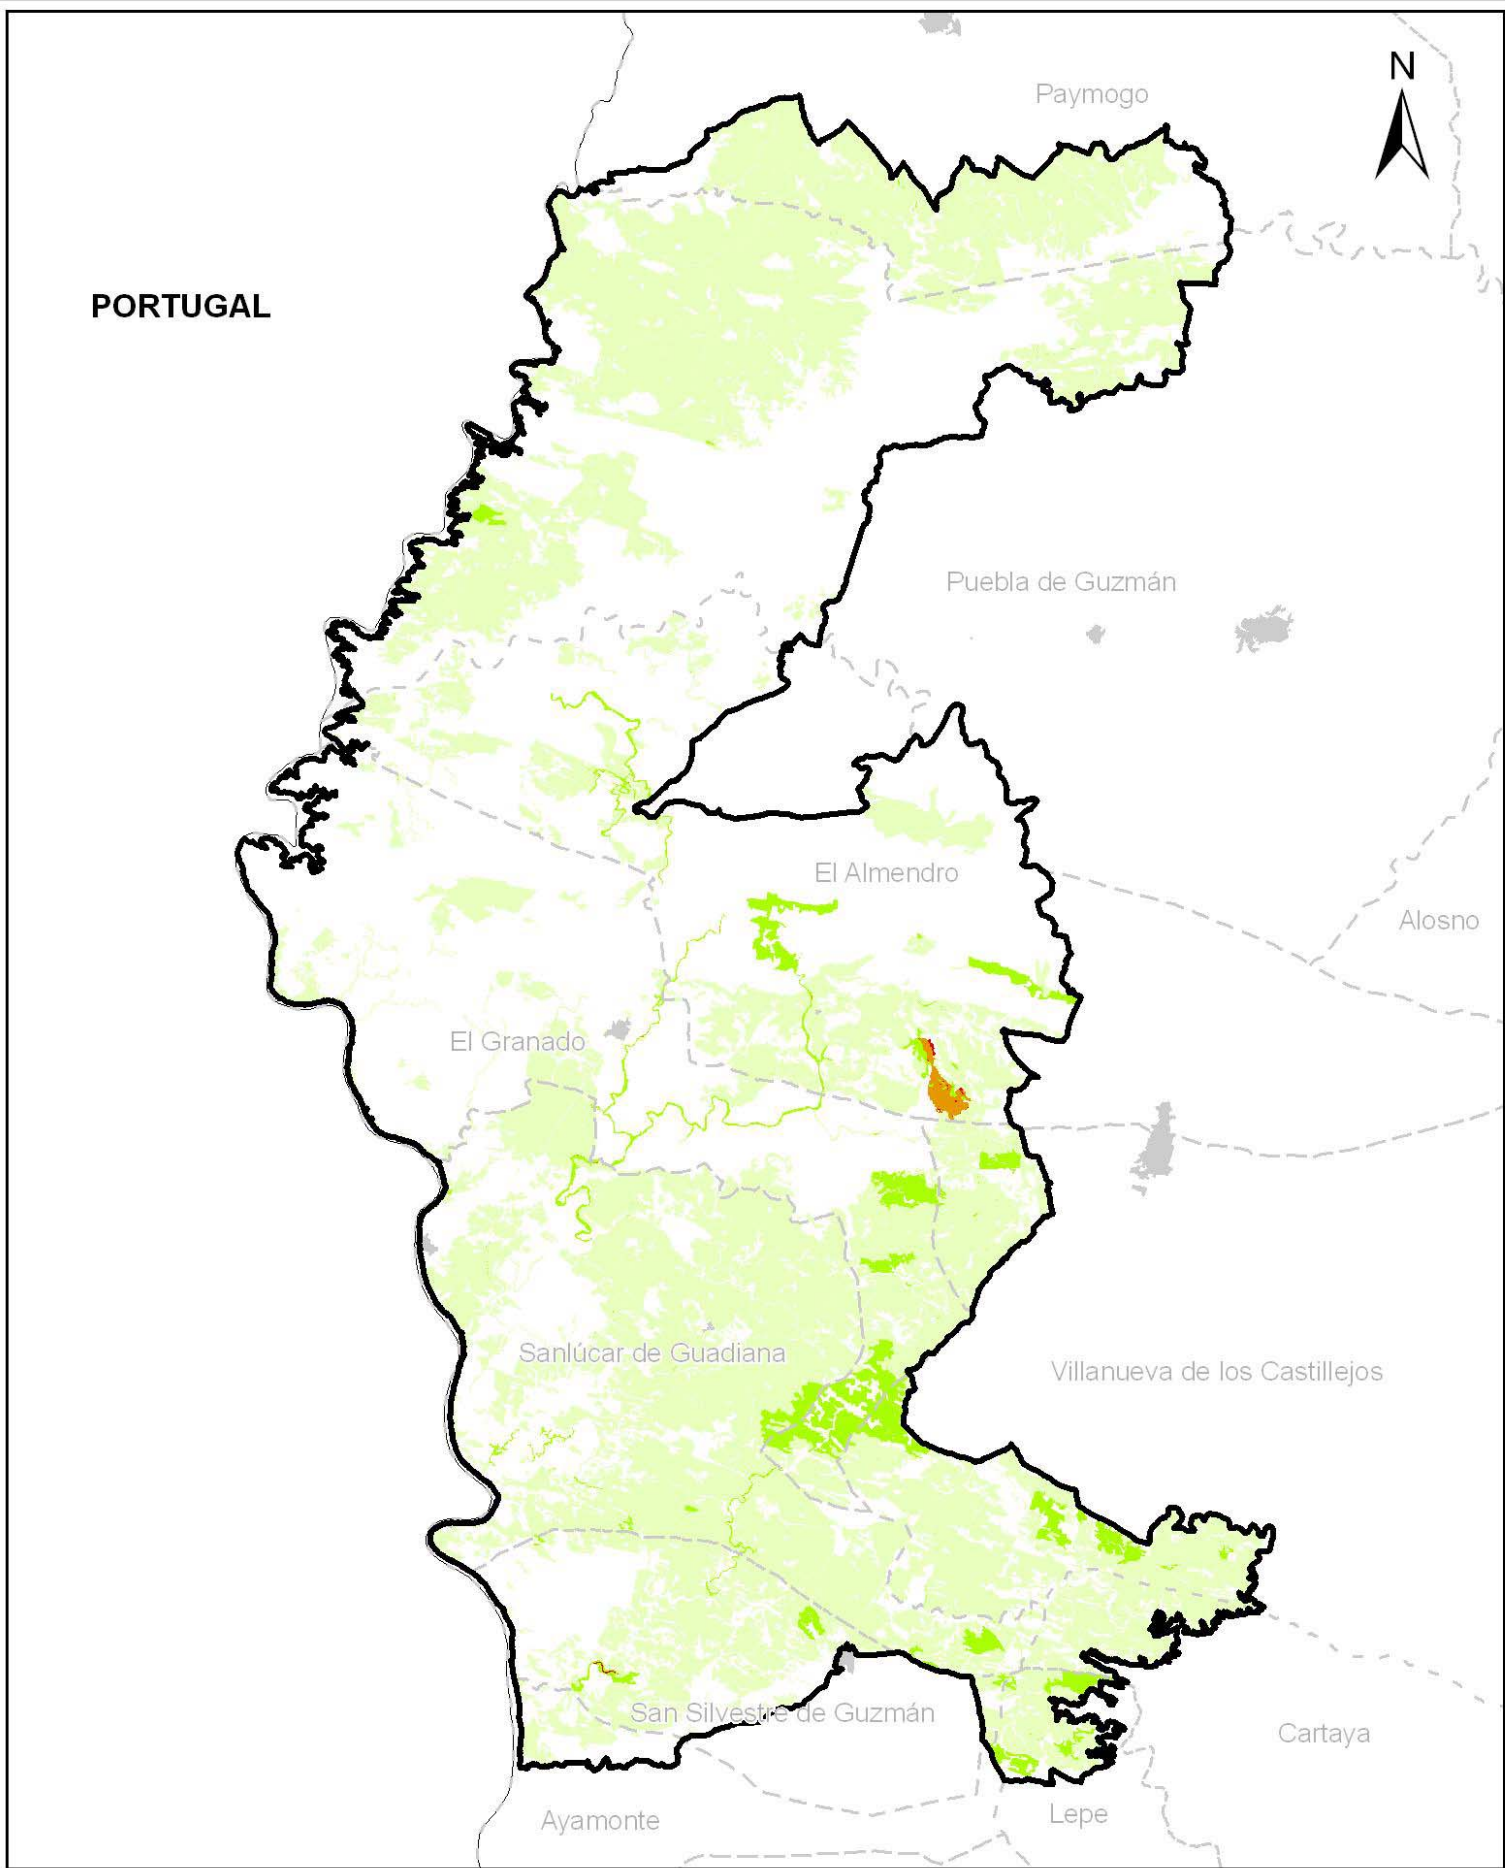 N
Paymogo
PORTUGAL
Puebla de Guzmán
El Almendro
Alosno
El Granado
Sanlúcar de Guadiana
Villanueva de los Castillejos
San Silvestre de Guzmán
Cartaya
Ayamonte
Lepe